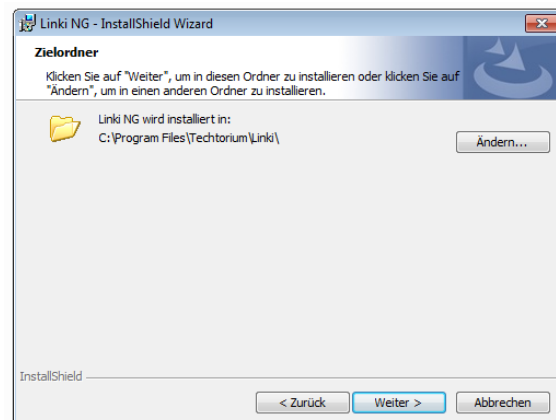 Linki NG - InstallShield Wizard
Zielordner
Klicken Sie auf "Weiter", um in diesen Ordner zu installieren oder klicken Sie auf
"Ändern", um in einen anderen Ordner zu installieren.
Linki NG wird installiert in:
C:\Program Files\Techtorium\Linki\
Ändern...
InstallShield
< Zurück
Weiter >
Abbrechen